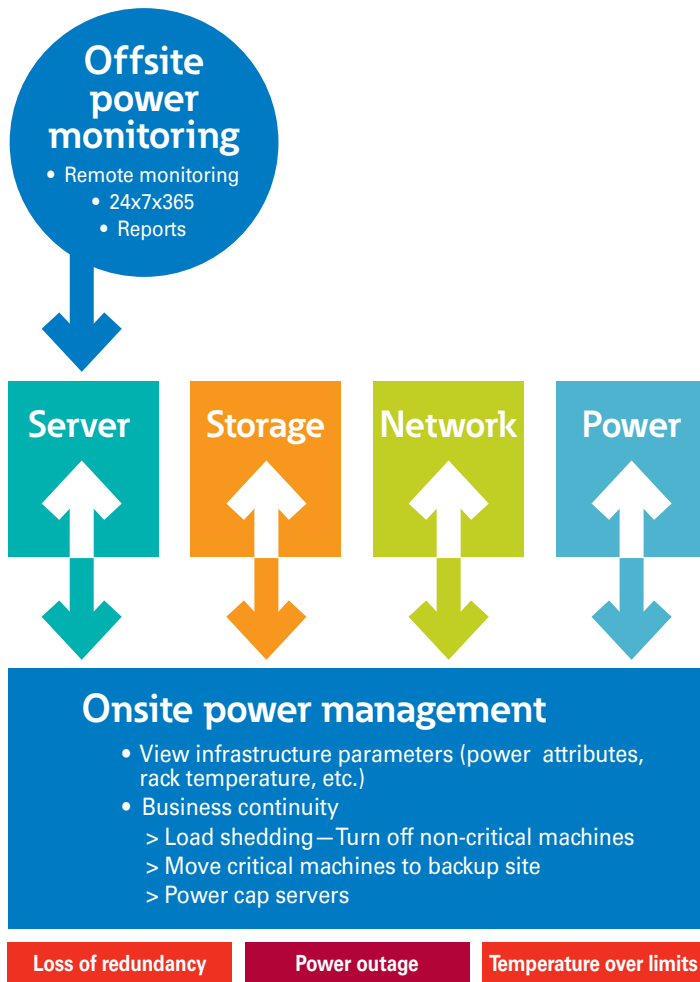 Offsite
power
monitoring
• Remote monitoring
• 24x7x365
• Reports
Server
Storage
Network
Power
Onsite power management
• View infrastructure parameters (power attributes,
rack temperature, etc.)
• Business continuity
> Load shedding—Turn off non-critical machines
> Move critical machines to backup site
> Power cap servers
Loss of redundancy
Power outage
Temperature over limits